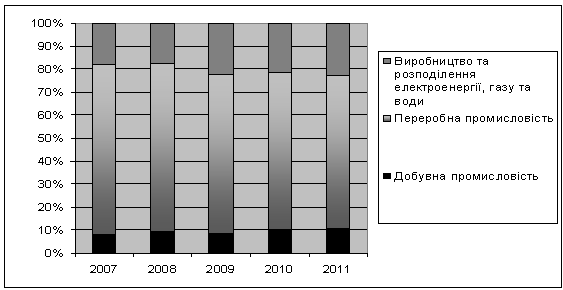 100%
90%
80%
70%
60%
50%
40%
30%
20%
10%
0%
2007 2008 2009 2010 2011
Виробництво та
розподілення
електроенергії, газу та
води
Переробна промисловість
Добувна промисловість